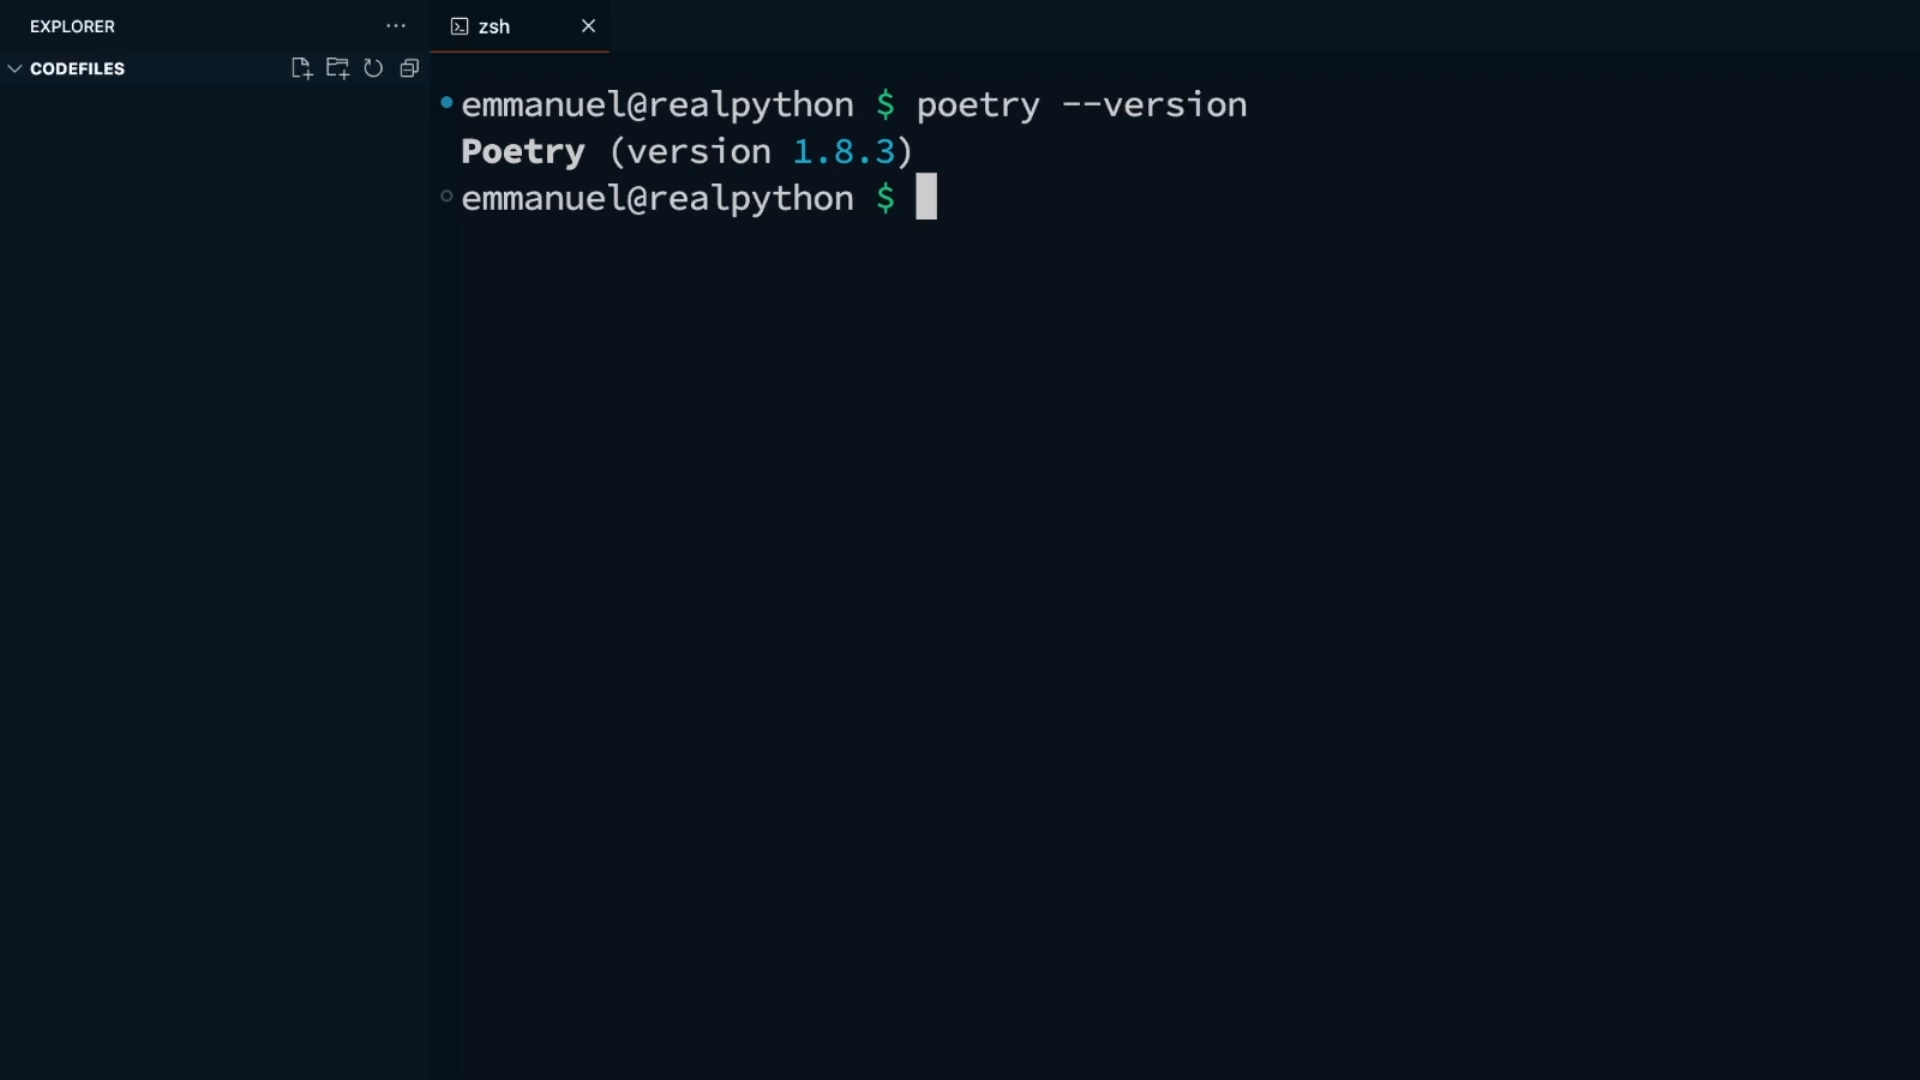 EXPLORER
CODEFILES
zsh
emmanuel@realpython $ poetry --version
Poetry (version 1.8.3)
emmanuel@realpython $